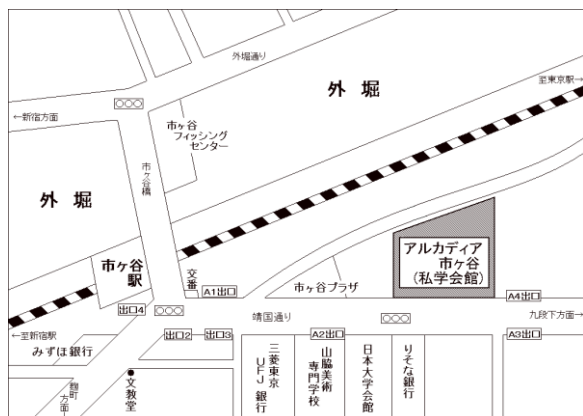 外堀通り
至東京駅→
外 堀
←新宿方面
市ヶ谷
フィッシング
センター
市ヶ谷橋
外 堀
市ヶ谷
駅
交番
アルカディア
市ヶ谷
(私学会館)
市ヶ谷プラザ
A1出口
A4出口
出口4
靖国通り
九段下方面→
←至新宿駅
出口2
出口3
A2出口
A3出口
みずほ銀行
麹町
方面
文教堂
三菱東京
UFJ銀行
山脇美術
専門学校
日本大学会館
りそな銀行